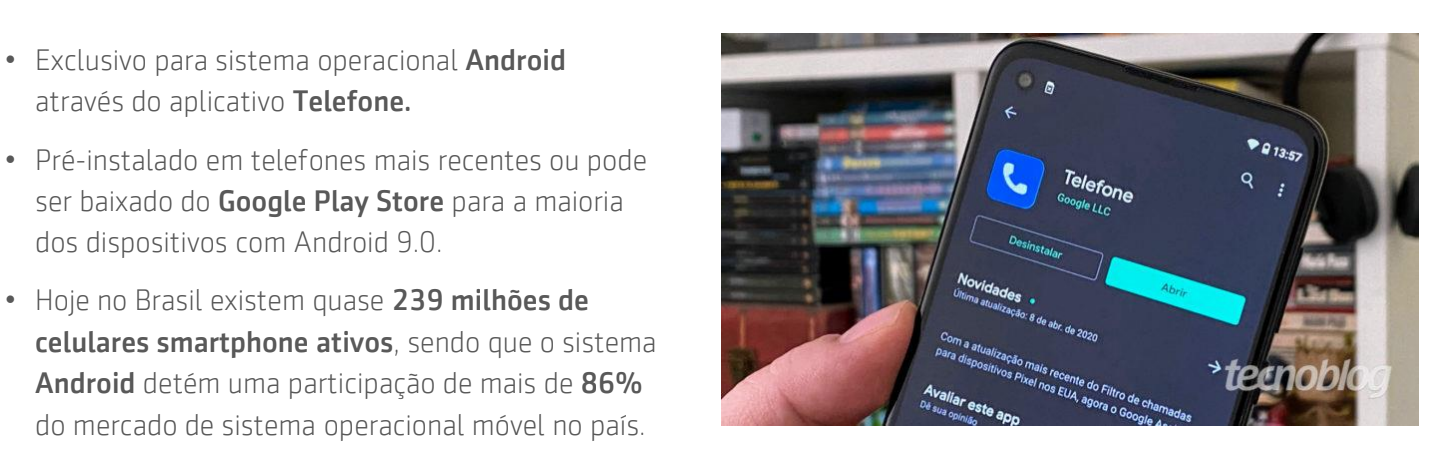 • Exclusivo para sistema operacional Android
através do aplicativo Telefone.
• Pré-instalado em telefones mais recentes ou pode
ser baixado do Google Play Store para a maioria
dos dispositivos com Android 9.0.
• Hoje no Brasil existem quase 239 milhões de
celulares smartphone ativos, sendo que o sistema
Android detém uma participação de mais de 86%
do mercado de sistema operacional móvel no país.
13:57
Telefone
Google LLC
Desinstalar
Abrir
Novidades
Última atualização: 8 de abr. de 2020
Com a atualização mais recente do Filtro de chamadas
para dispositivos Pixel nos EUA, agora o Google
Avaliar este app
Dê sua opinião
tecnoblog